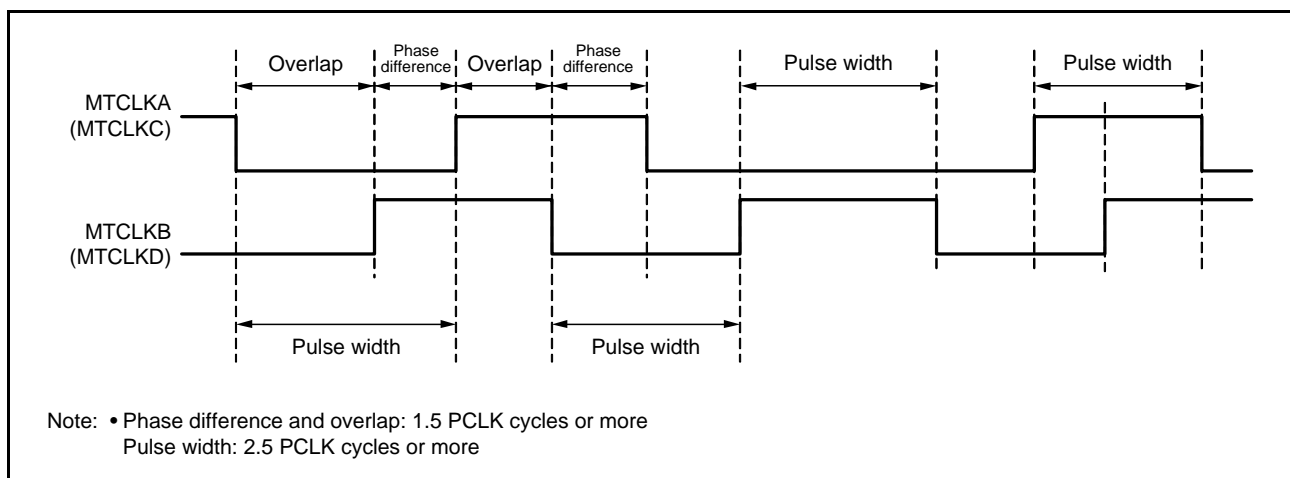 Overlap
Phase
difference
Overlap
Phase
difference
Pulse width
Pulse width
MTCLKA
(MTCLKC)
MTCLKB
(MTCLKD)
Pulse width
Pulse width
Note: • Phase difference and overlap: 1.5 PCLK cycles or more
Pulse width: 2.5 PCLK cycles or more